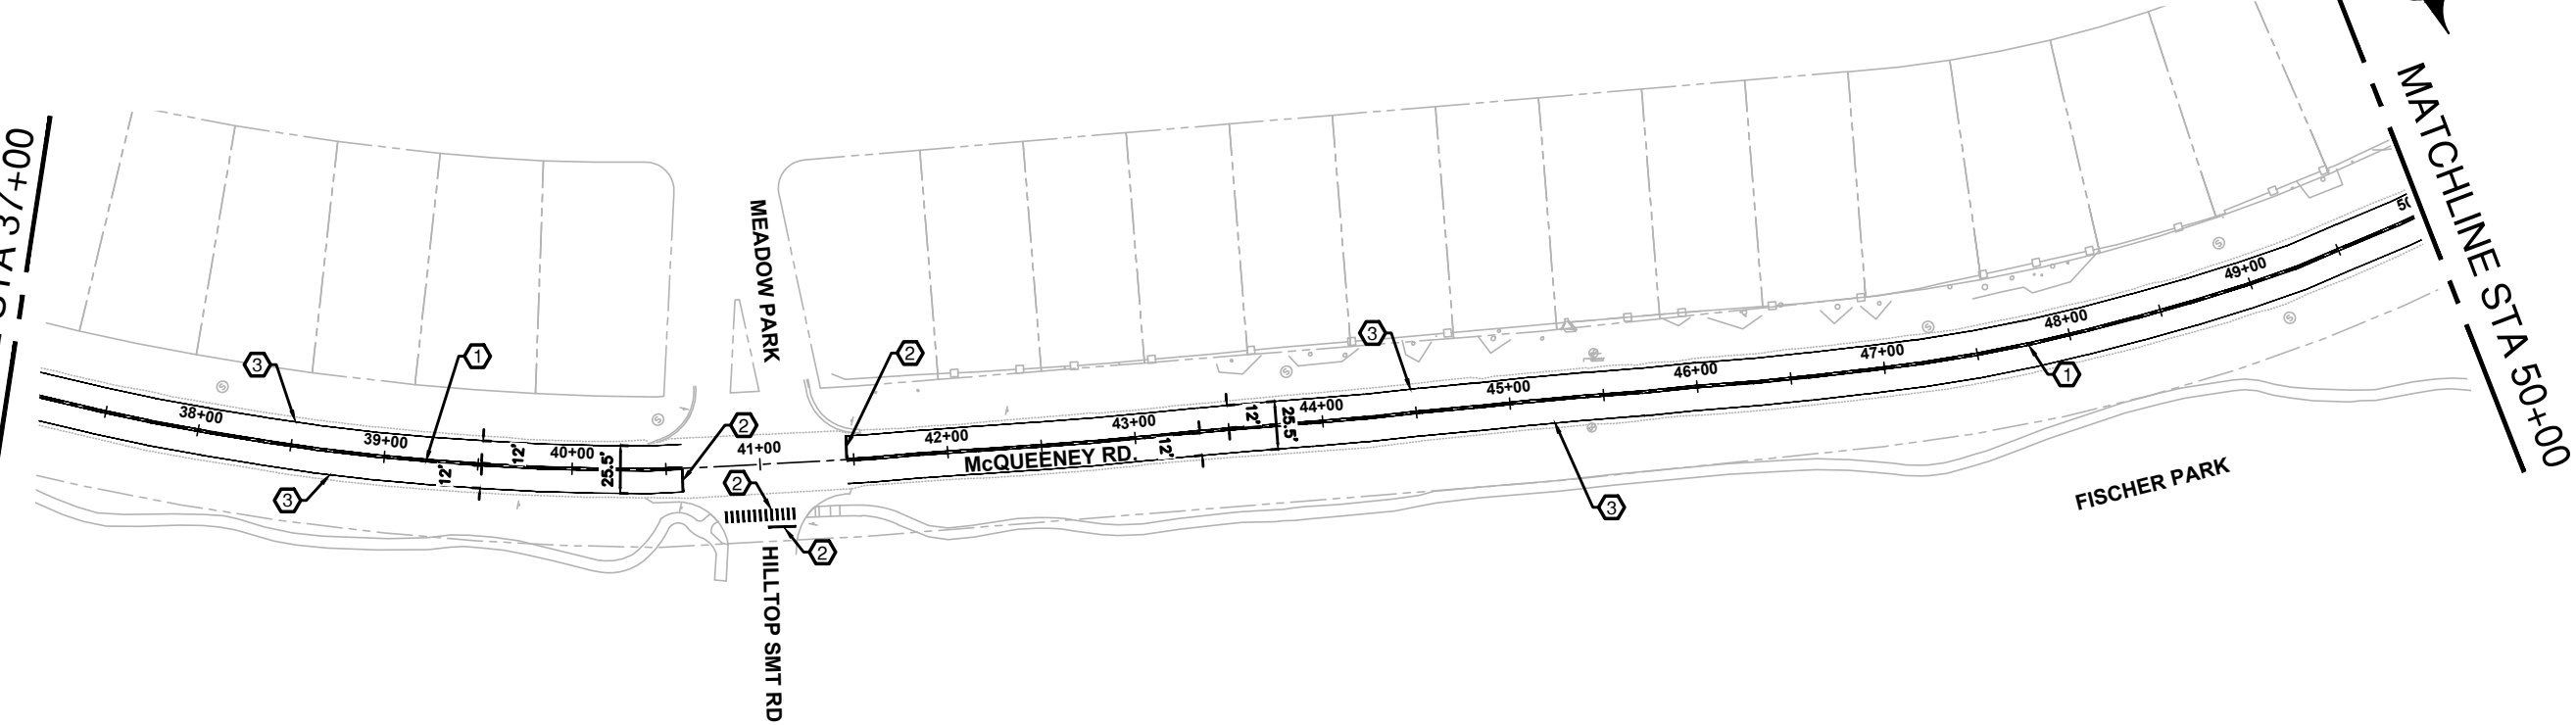 STA 37+00
MATCHLINE STA 50+00
MEADOW PARK
HILLTOP SMT RD
McQUEENEY RD.
FISCHER PARK
38+00
39+00
40+00
41+00
42+00
43+00
44+00
45+00
46+00
47+00
48+00
49+00
12'
12'
25.5'
12'
12'
25.5'
3
1
3
2
2
2
2
3
3
1
S
S
S
S
S
S